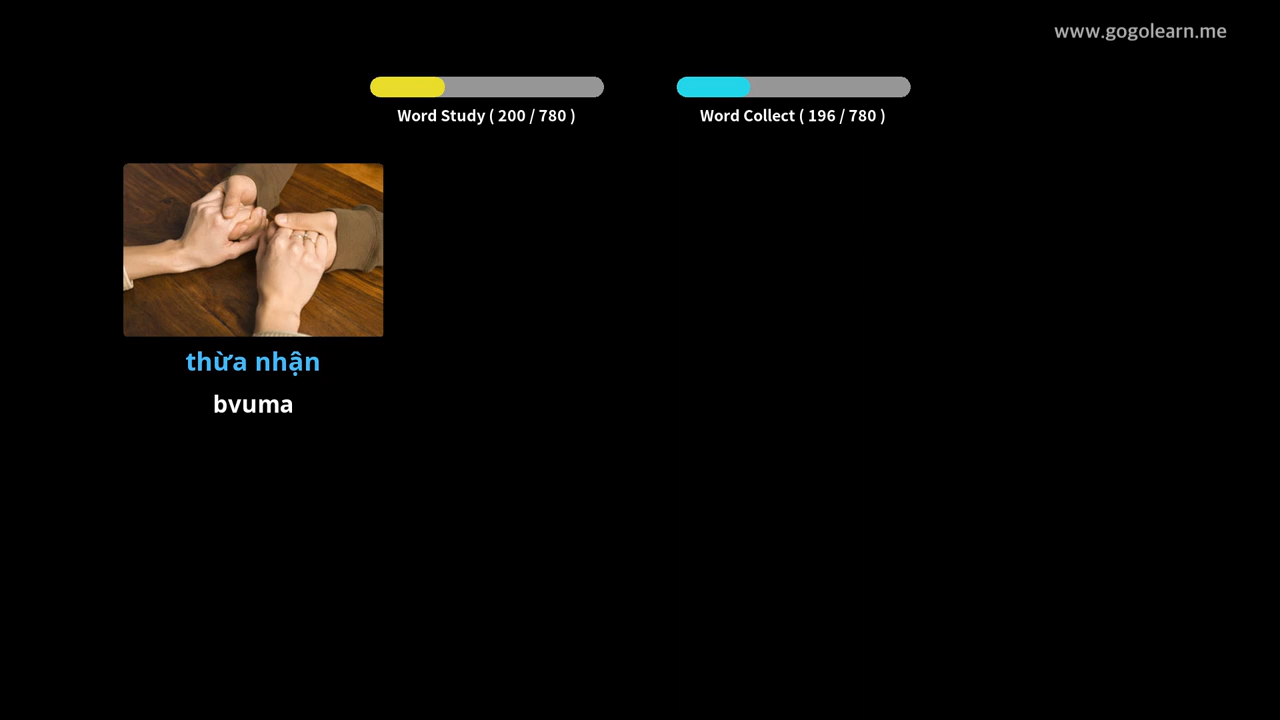 www.gogolearn.me
Word Study ( 200 / 780 )
Word Collect ( 196 / 780 )
thừa nhận
bvuma